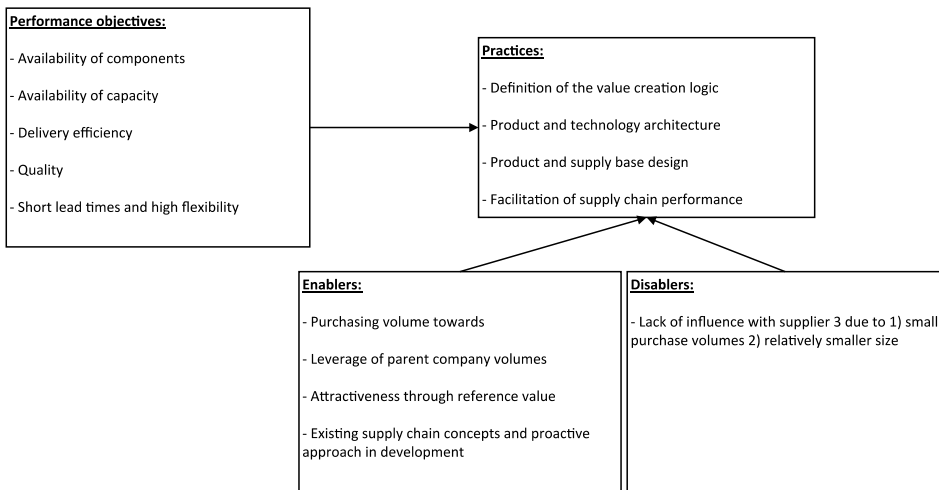 Performance objectives:
- Availability of components
- Availability of capacity
- Delivery efficiency
- Quality
- Short lead times and high flexibility
Practices:
- Definition of the value creation logic
- Product and technology architecture
- Product and supply base design
- Facilitation of supply chain performance
Enablers:
- Purchasing volume towards
- Leverage of parent company volumes
- Attractiveness through reference value
- Existing supply chain concepts and proactive
approach in development
Disablers:
- Lack of influence with supplier 3 due to 1) small
purchase volumes 2) relatively smaller size